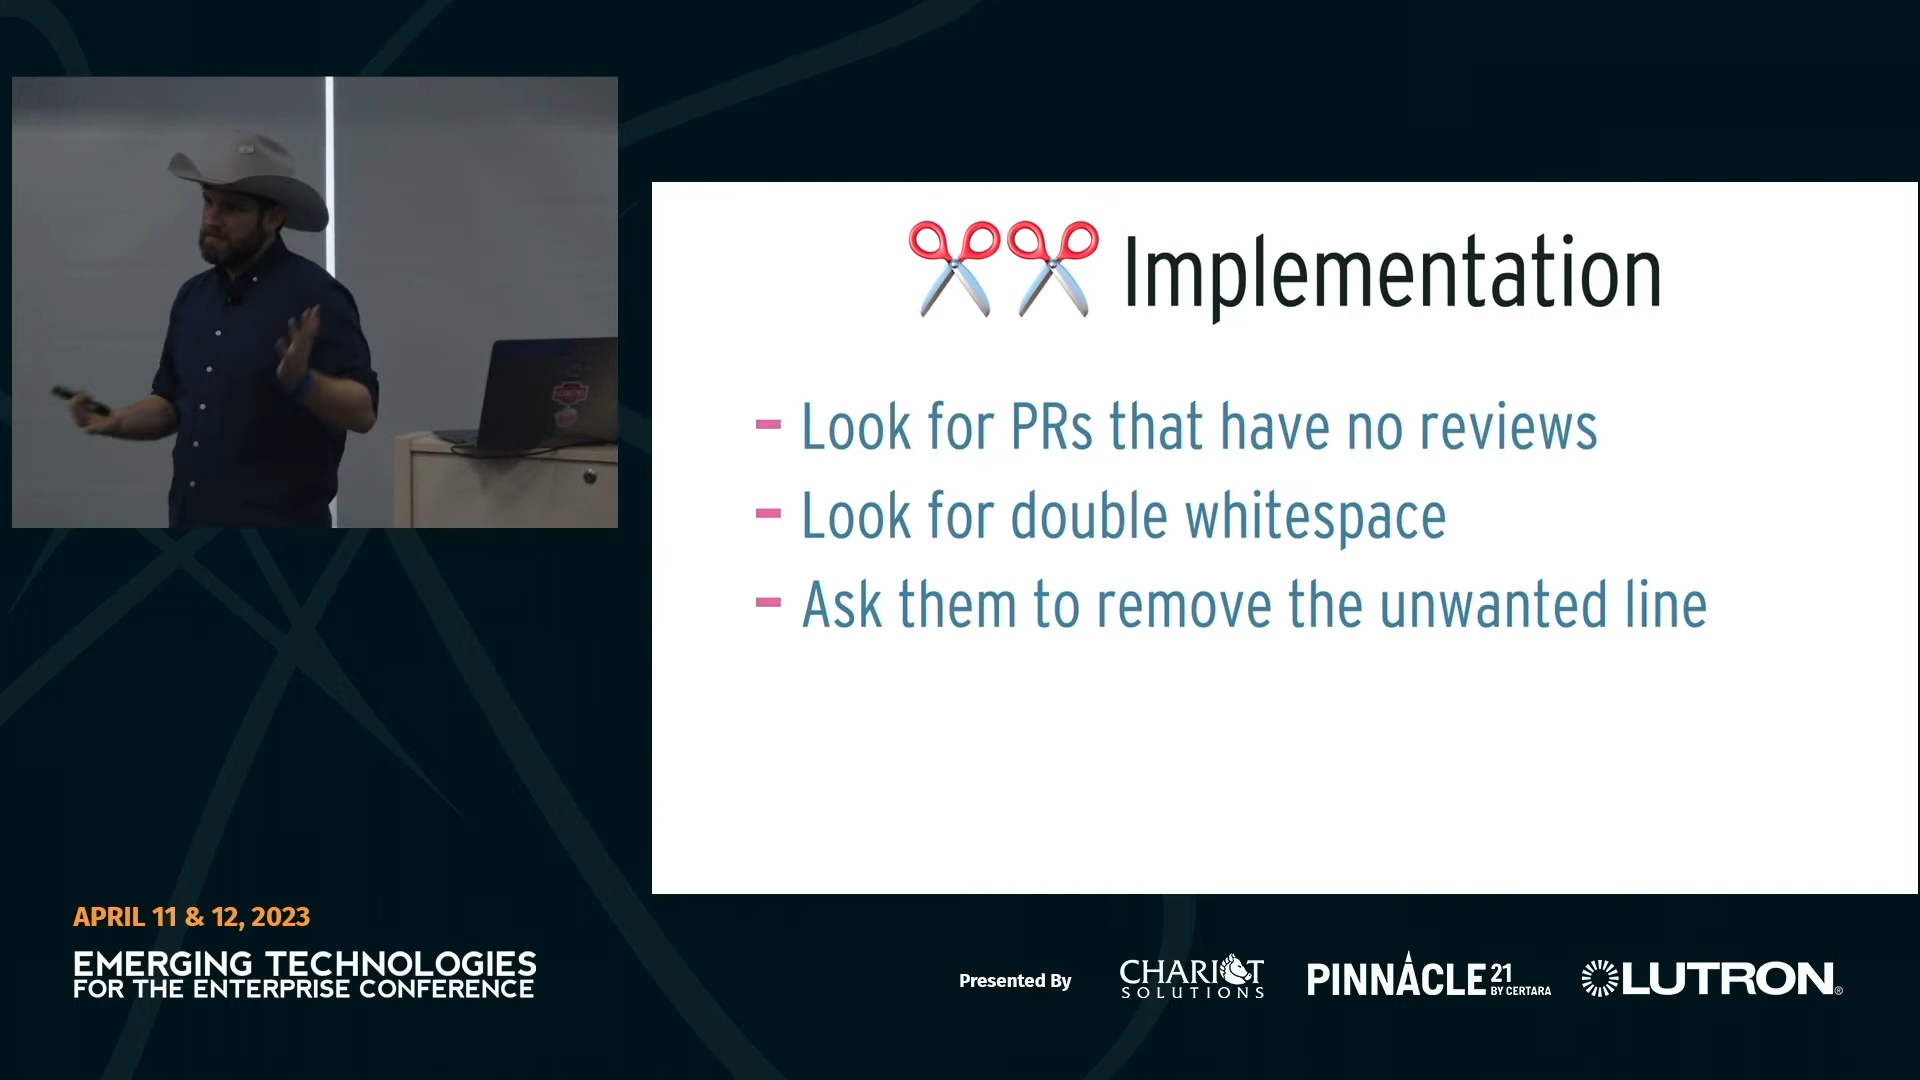 Implementation
- Look for PRs that have no reviews
- Look for double whitespace
- Ask them to remove the unwanted line
APRIL 11 & 12, 2023
EMERGING TECHNOLOGIES
FOR THE ENTERPRISE CONFERENCE
Presented By
CHARIOT
SOLUTIONS
PINNACLE 21
BY CERTARA
LUTRON®